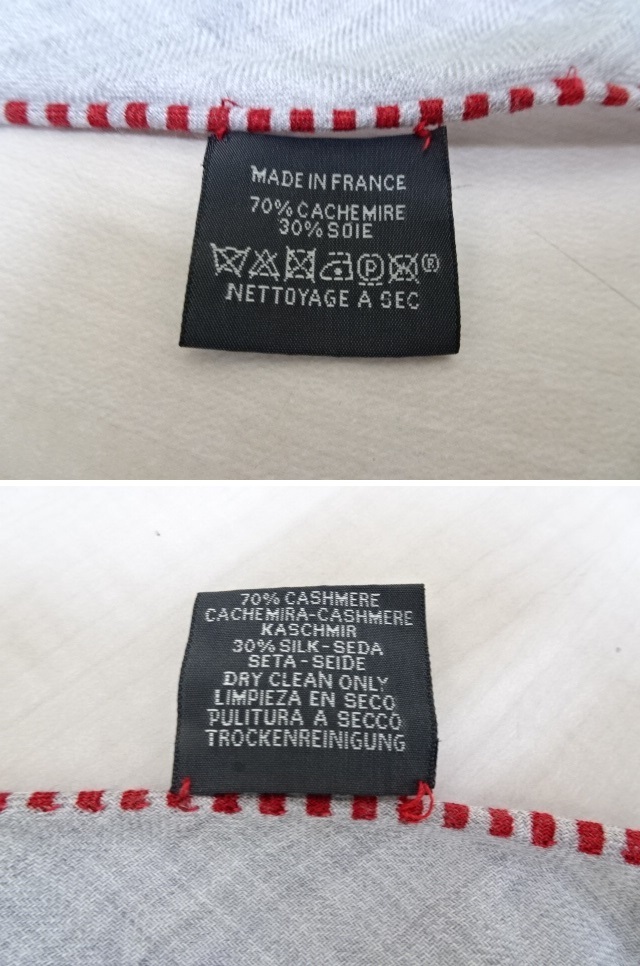 MADE IN FRANCE
70% CACHEMIRE
30% SOIE
P ®
NETTOYAGE A SEC
70% CASHMERE
CACHEMIRA-CASHMERE
KASCHMIR
30% SILK-SEDA
SETA-SEIDE
DRY CLEAN ONLY
LIMPIEZA EN SECO
PULITURA A SECCO
TROCKENREINIGUNG